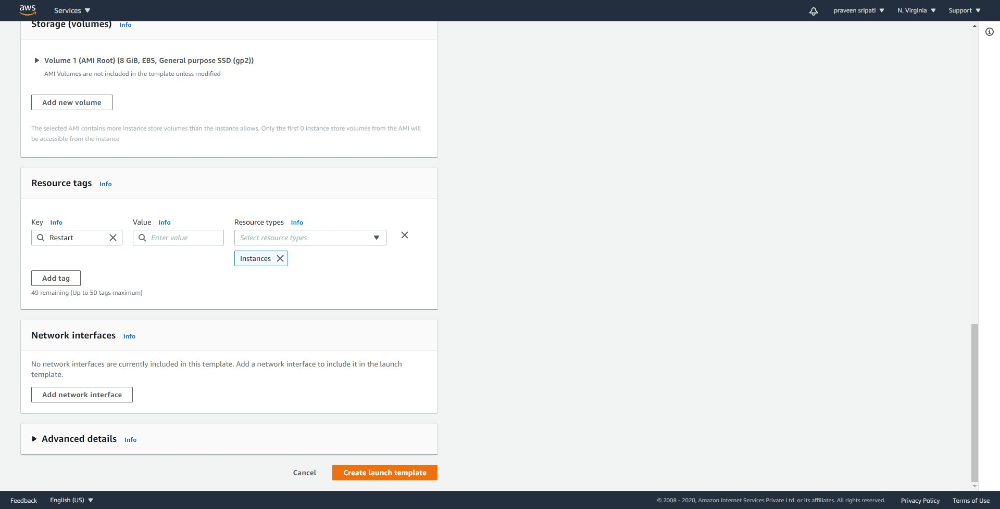 aws
Services
praveen sripati
N. Virginia
Support
Storage (volumes) Info
Volume 1 (AMI Root) (8 GiB, EBS, General purpose SSD (gp2))
AMI Volumes are not included in the template unless modified
Add new volume
The selected AMI contains more instance store volumes than the instance allows. Only the first 0 instance store volumes from the AMI will
be accessible from the instance
Resource tags Info
Key Info
Value Info
Resource types Info
Restart
Enter value
Select resource types
Instances
Add tag
49 remaining (Up to 50 tags maximum)
Network interfaces Info
No network interfaces are currently included in this template. Add a network interface to include it in the launch
template.
Add network interface
Advanced details Info
Cancel
Create launch template
Feedback
English (US)
© 2008 - 2020, Amazon Internet Services Private Ltd. or its affiliates. All rights reserved.
Privacy Policy
Terms of Use